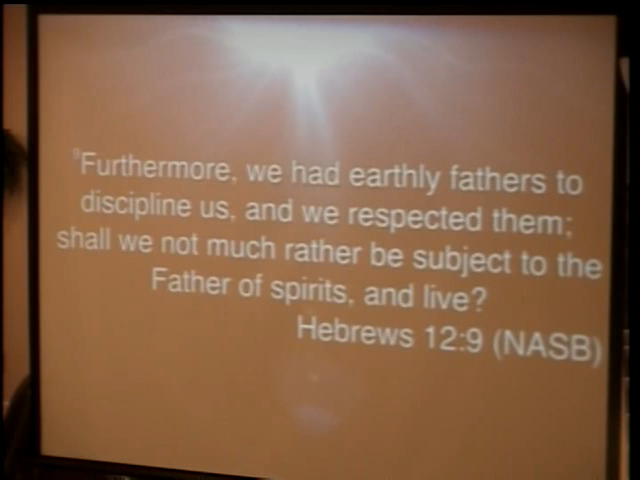 ⁹Furthermore, we had earthly fathers to
discipline us, and we respected them;
shall we not much rather be subject to the
Father of spirits, and live?
Hebrews 12:9 (NASB)